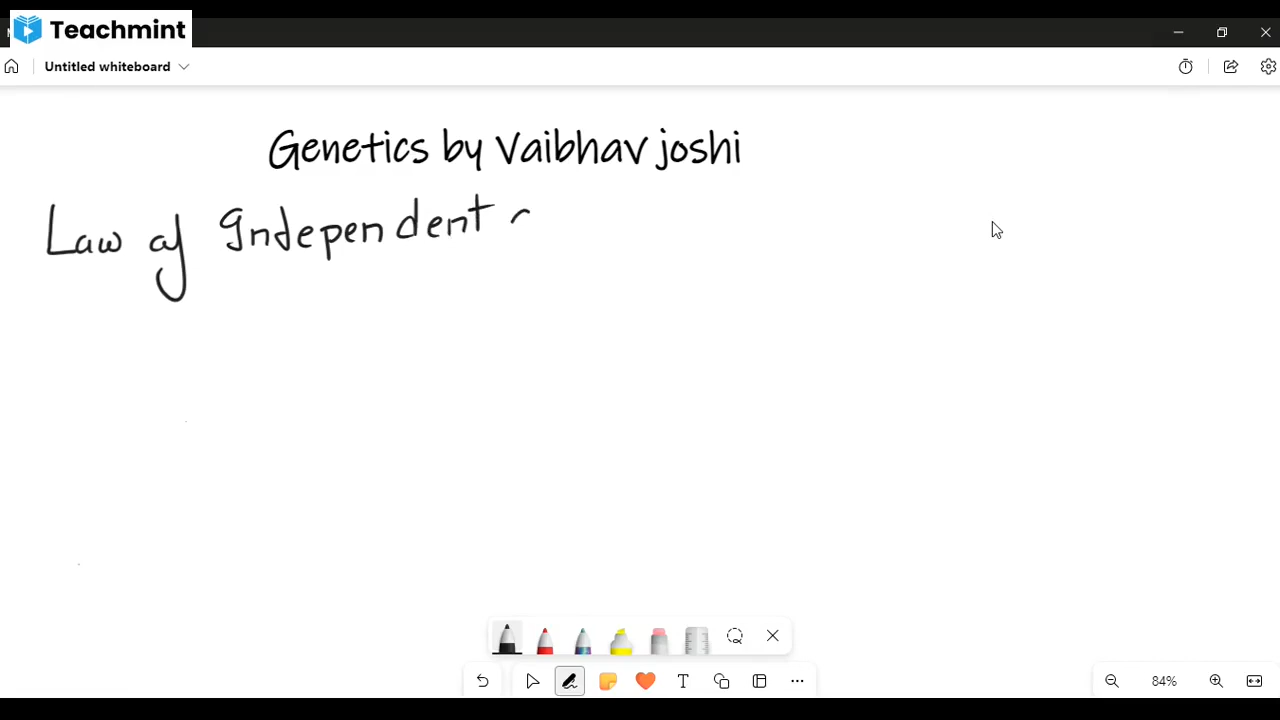 Teachmint
Untitled whiteboard
Genetics by Vaibhav joshi
Law of Independent
84%